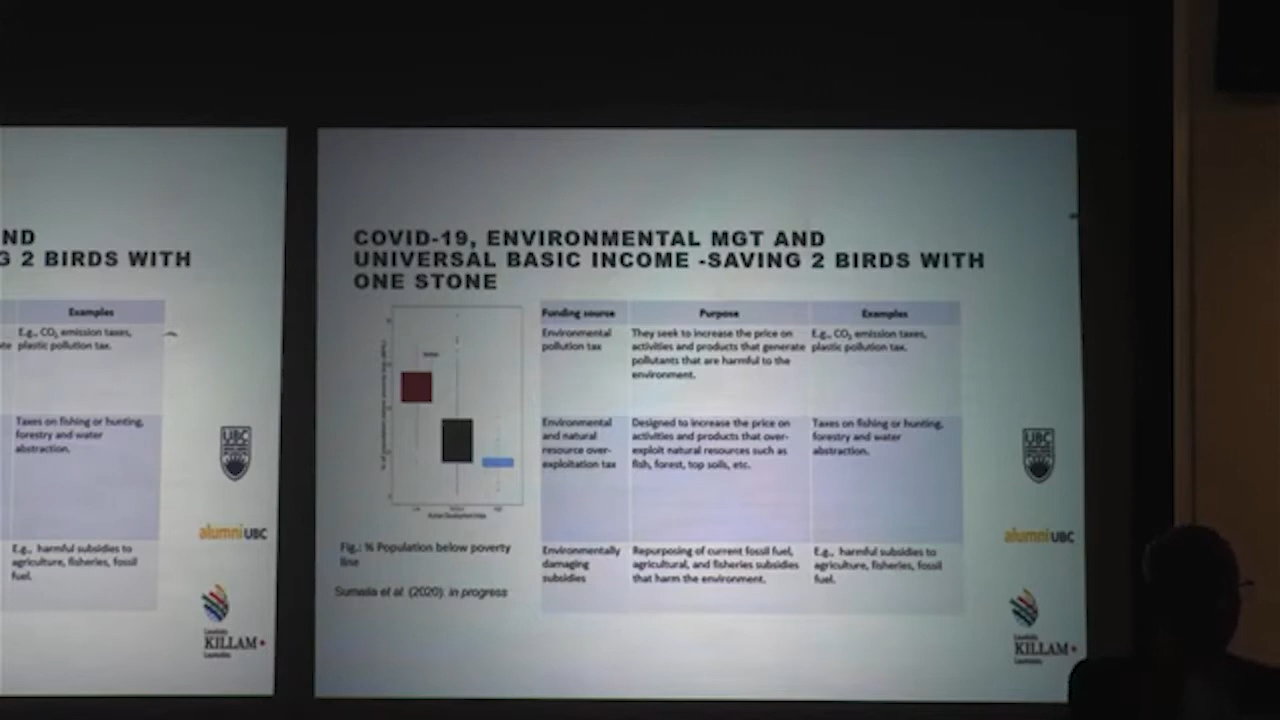 ND
G 2 BIRDS WITH
Examples
E.g., CO₂ emission taxes,
plastic pollution tax.
Taxes on fishing or hunting,
forestry and water
abstraction.
E.g., harmful subsidies to
agriculture, fisheries, fossil
fuel.
UBC
alumni UBC
KILLAM
COVID-19, ENVIRONMENTAL MGT AND
UNIVERSAL BASIC INCOME -SAVING 2 BIRDS WITH
ONE STONE
Human Development Index
Fig.: % Population below poverty
line
Sumaila et al. (2020): in progress
Funding source Purpose Examples
Environmental
pollution tax
They seek to increase the price on
activities and products that generate
pollutants that are harmful to the
environment.
E.g., CO₂ emission taxes,
plastic pollution tax.
Environmental
and natural
resource over-
exploitation tax
Designed to increase the price on
activities and products that over-
exploit natural resources such as
fish, forest, top soils, etc.
Taxes on fishing or hunting,
forestry and water
abstraction.
Environmentally
damaging
subsidies
Repurposing of current fossil fuel,
agricultural, and fisheries subsidies
that harm the environment.
E.g., harmful subsidies to
agriculture, fisheries, fossil
fuel.
UBC
alumni UBC
KILLAM